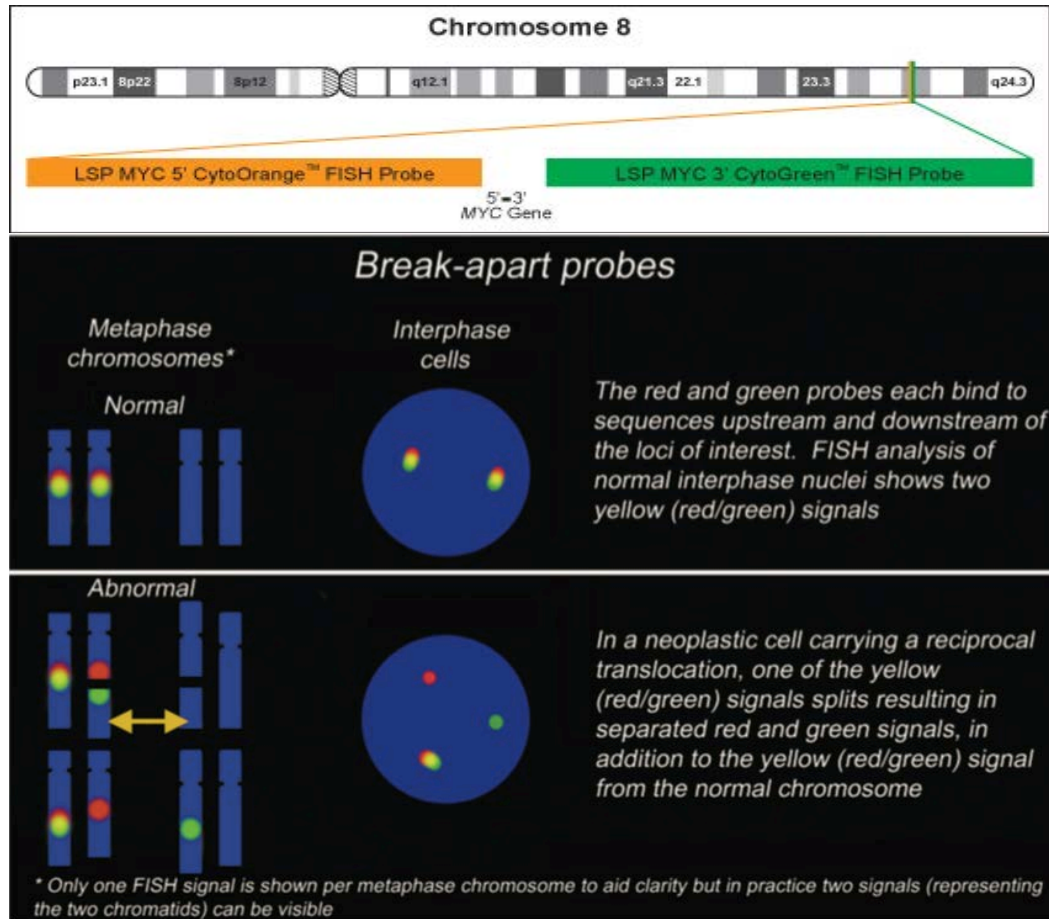 Chromosome 8
p23.1 8p22 8p12 q12.1 q21.3 22.1 23.3 q24.3
LSP MYC 5' CytoOrange™ FISH Probe
LSP MYC 3' CytoGreen™ FISH Probe
5'-3'
MYC Gene
Break-apart probes
Metaphase
chromosomes*
Normal
Interphase
cells
The red and green probes each bind to
sequences upstream and downstream of
the loci of interest. FISH analysis of
normal interphase nuclei shows two
yellow (red/green) signals
Abnormal
In a neoplastic cell carrying a reciprocal
translocation, one of the yellow
(red/green) signals splits resulting in
separated red and green signals, in
addition to the yellow (red/green) signal
from the normal chromosome
* Only one FISH signal is shown per metaphase chromosome to aid clarity but in practice two signals (representing
the two chromatids) can be visible